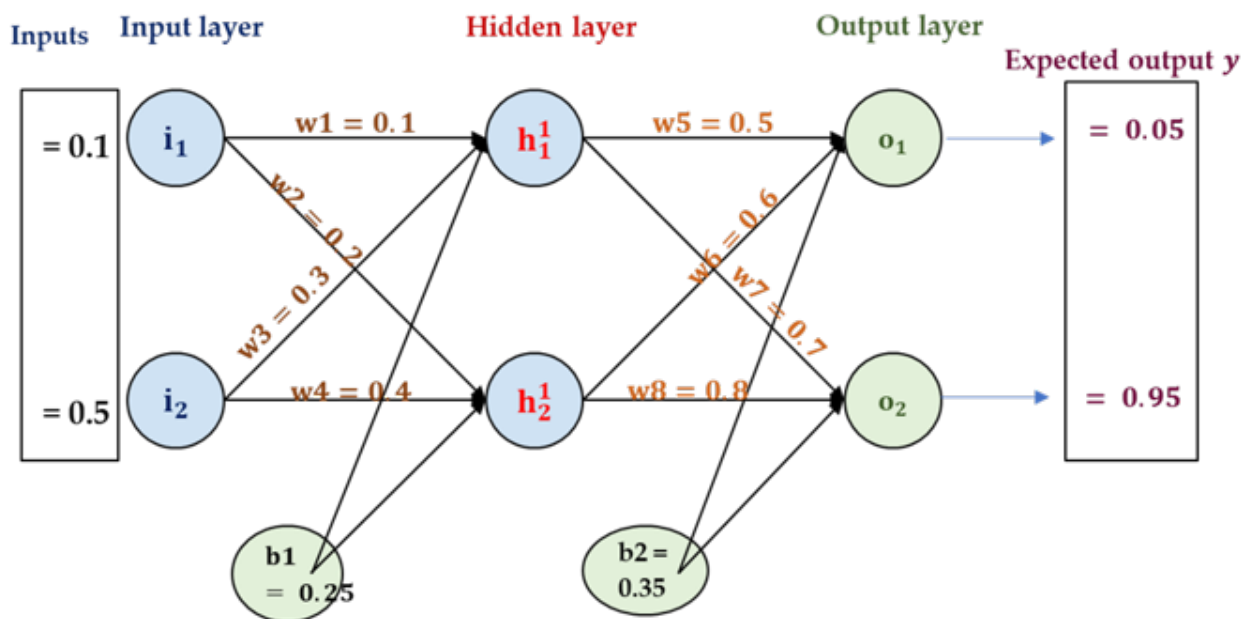 Inputs
Input layer
Hidden layer
Output layer
Expected output y
= 0.1
i₁
w1 = 0.1
h₁¹
w5 = 0.5
o₁
= 0.05
w2 = 0.2
w3 = 0.3
w6 = 0.6
w7 = 0.7
= 0.5
i₂
w4 = 0.4
h₂¹
w8 = 0.8
o₂
= 0.95
b1
= 0.25
b2 =
0.35